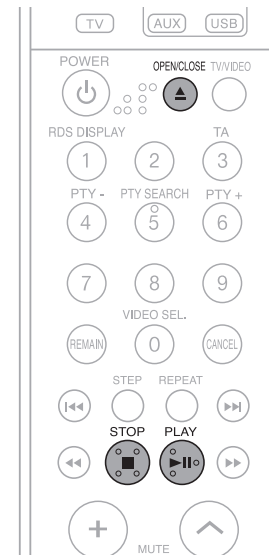 TV AUX USB
POWER OPEN/CLOSE TV/VIDEO
RDS DISPLAY TA
1 2 3
PTY - PTY SEARCH PTY +
4 5 6
7 8 9
VIDEO SEL.
REMAIN 0 CANCEL
STEP REPEAT
STOP PLAY
+ MUTE